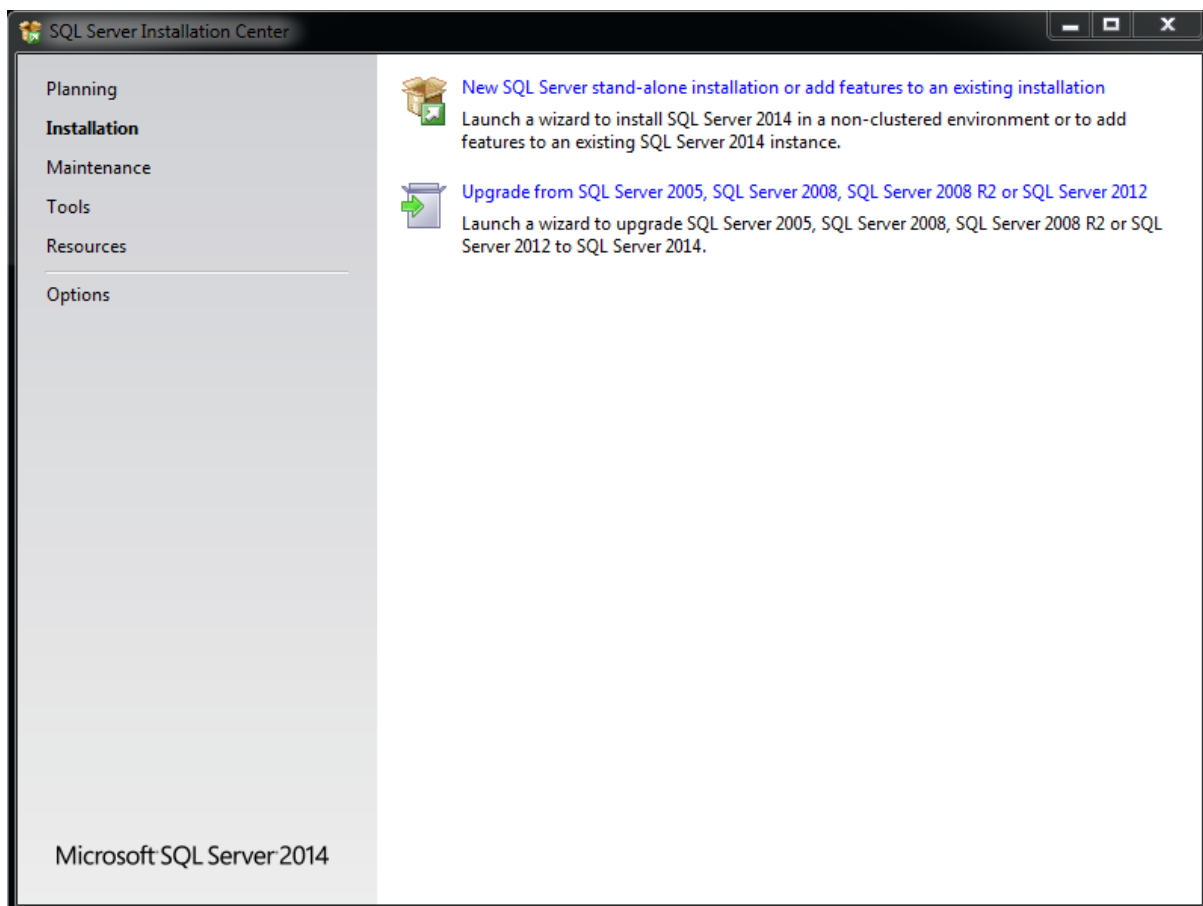 SQL Server Installation Center
Planning
Installation
Maintenance
Tools
Resources
Options
New SQL Server stand-alone installation or add features to an existing installation
Launch a wizard to install SQL Server 2014 in a non-clustered environment or to add
features to an existing SQL Server 2014 instance.
Upgrade from SQL Server 2005, SQL Server 2008, SQL Server 2008 R2 or SQL Server 2012
Launch a wizard to upgrade SQL Server 2005, SQL Server 2008, SQL Server 2008 R2 or SQL
Server 2012 to SQL Server 2014.
Microsoft SQL Server 2014